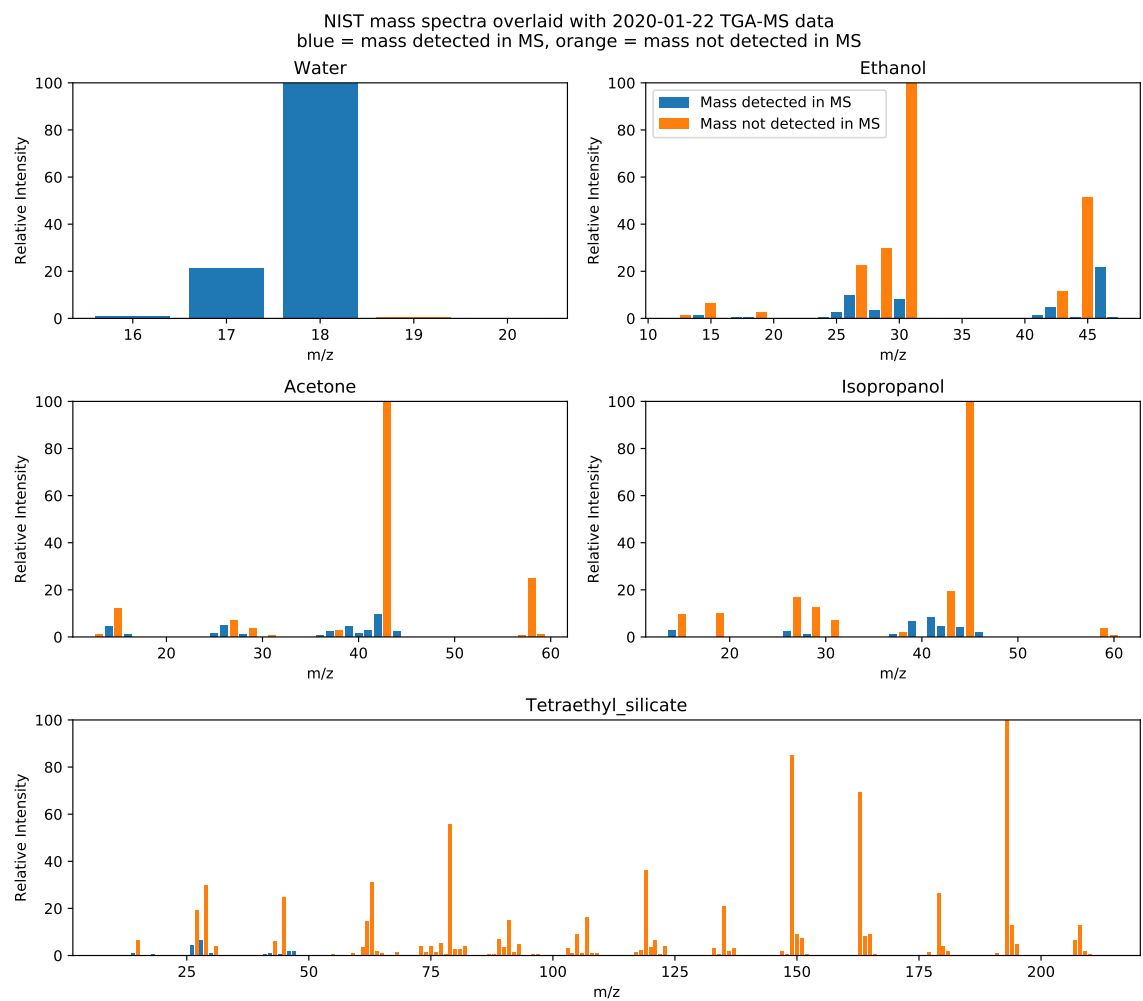 NIST mass spectra overlaid with 2020-01-22 TGA-MS data
blue = mass detected in MS, orange = mass not detected in MS
Water
100
80
60
40
20
0
Relative Intensity
16 17 18 19 20
m/z
Ethanol
Mass detected in MS
Mass not detected in MS
100
80
60
40
20
0
Relative Intensity
10 15 20 25 30 35 40 45
m/z
Acetone
100
80
60
40
20
0
Relative Intensity
20 30 40 50 60
m/z
Isopropanol
100
80
60
40
20
0
Relative Intensity
20 30 40 50 60
m/z
Tetraethyl_silicate
100
80
60
40
20
0
Relative Intensity
25 50 75 100 125 150 175 200
m/z